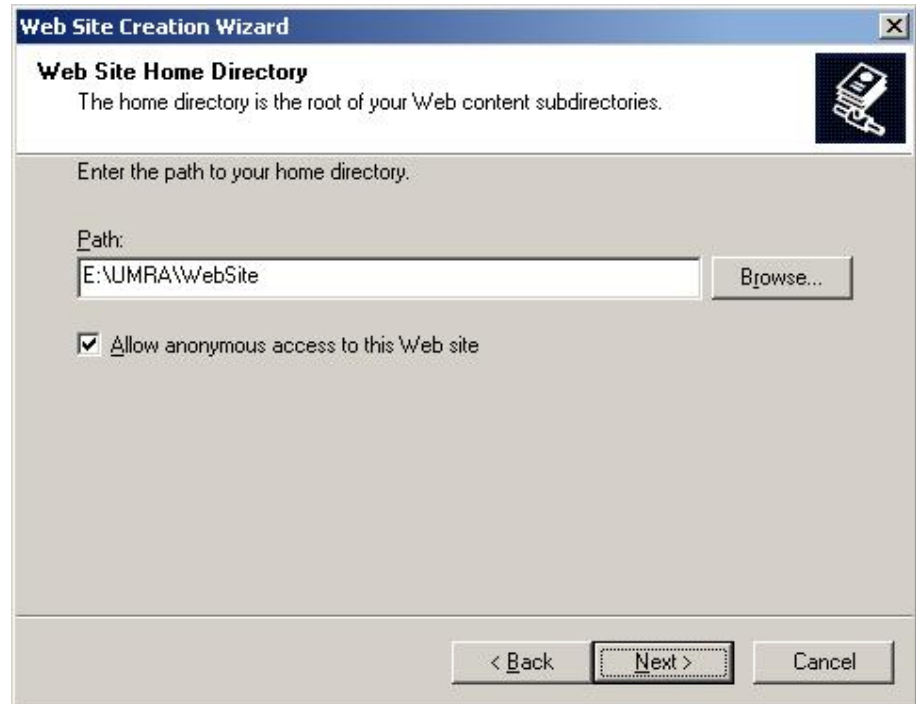 Web Site Creation Wizard
Web Site Home Directory
The home directory is the root of your Web content subdirectories.
Enter the path to your home directory.
Path:
E:\UMRA\WebSite
Browse...
Allow anonymous access to this Web site
< Back
Next >
Cancel